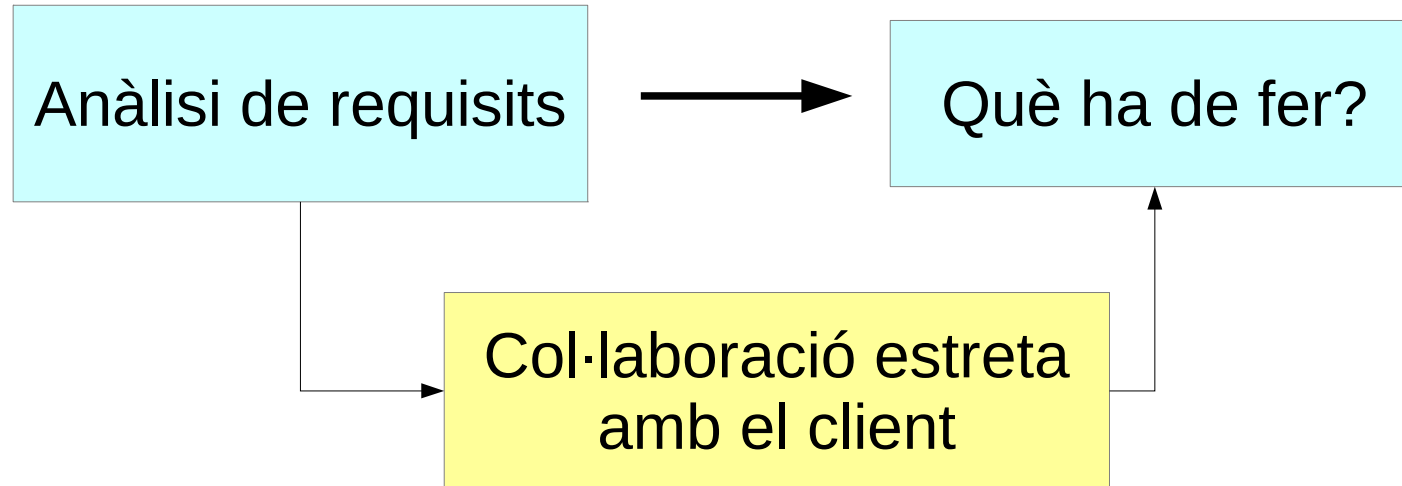 Anàlisi de requisits
Què ha de fer?
Col·laboració estreta
amb el client